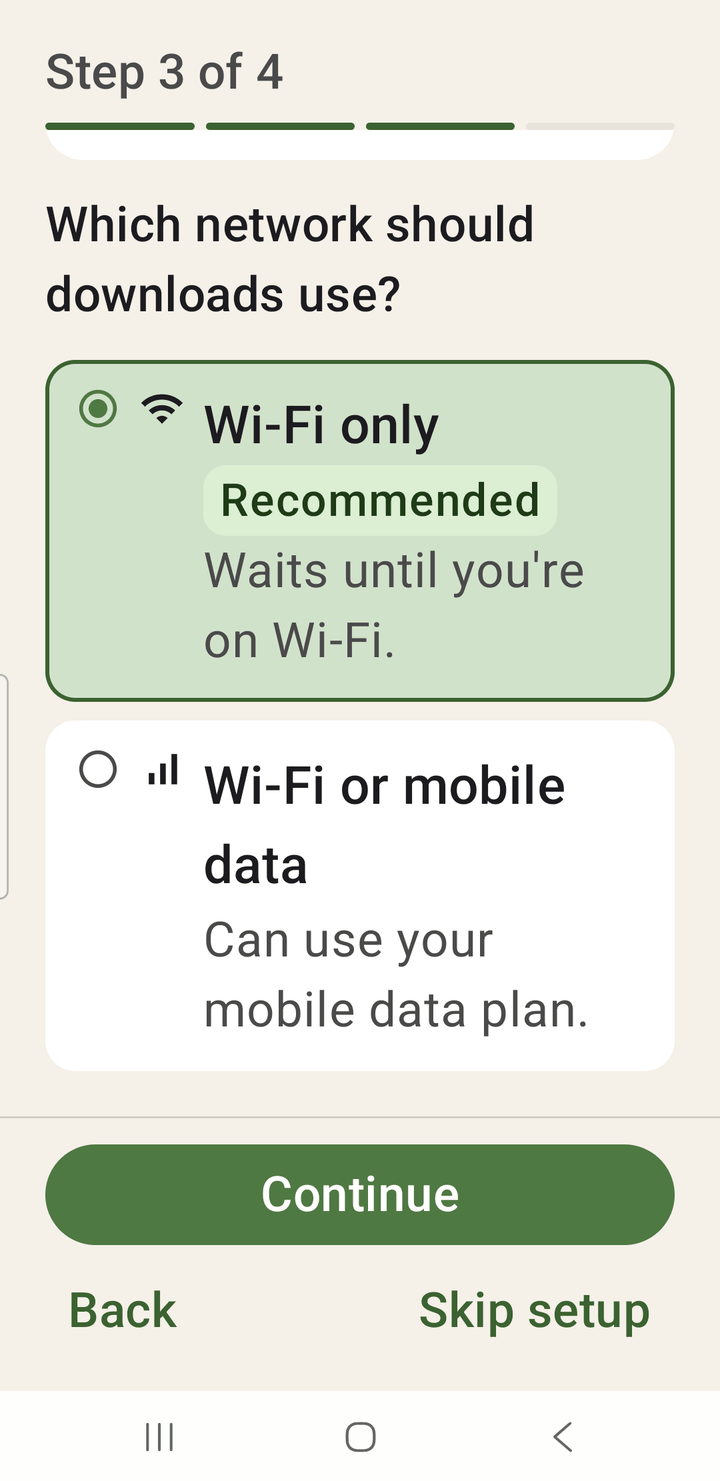 Step 3 of 4
Which network should
downloads use?
Wi-Fi only
Recommended
Waits until you're
on Wi-Fi.
Wi-Fi or mobile
data
Can use your
mobile data plan.
Continue
Back
Skip setup